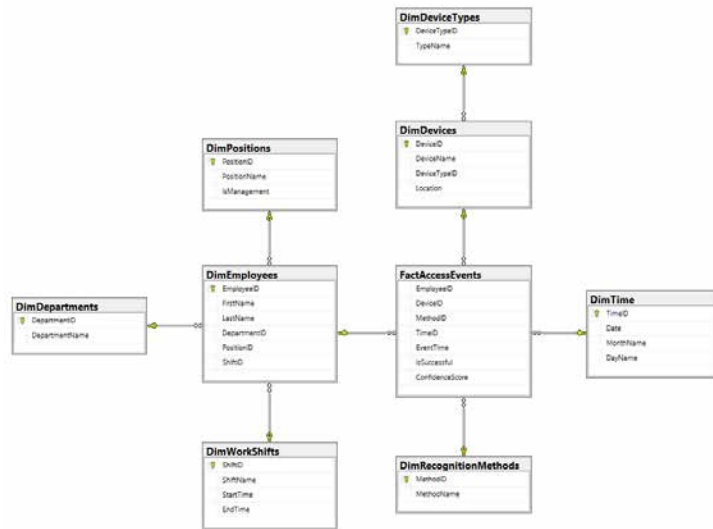 DimDeviceTypes
DeviceTypeID
TypeName
DimDevices
DeviceID
DeviceName
DeviceTypeID
Location
DimPositions
PositionID
PositionName
IsManagement
DimEmployees
EmployeeID
FirstName
LastName
DepartmentID
PositionID
ShiftID
FactAccessEvents
EmployeeID
DeviceID
MethodID
TimeID
EventTime
IsSuccessful
ConfidenceScore
DimTime
TimeID
Date
MonthName
DayName
DimDepartments
DepartmentID
DepartmentName
DimWorkShifts
ShiftID
ShiftName
StartTime
EndTime
DimRecognitionMethods
MethodID
MethodName